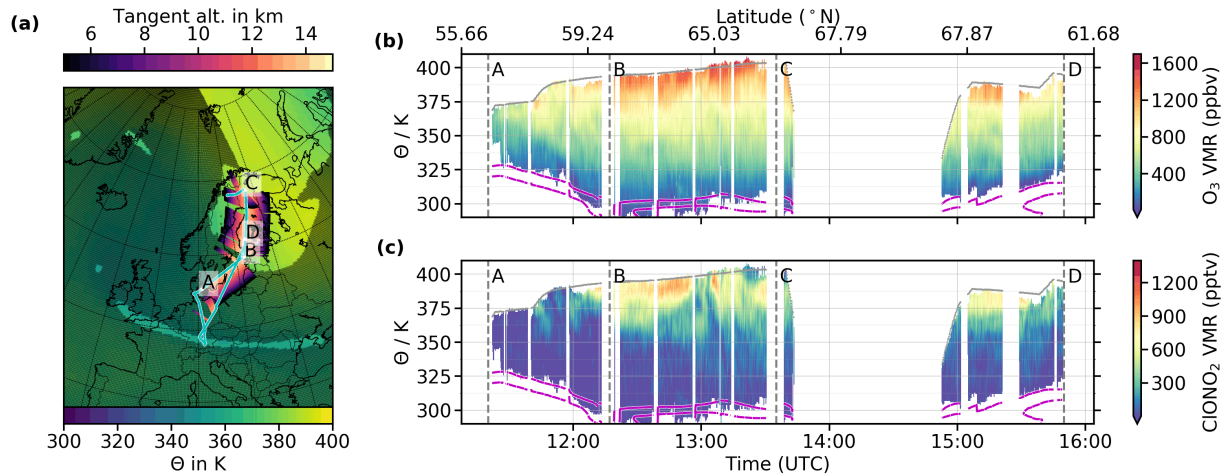 (a)
Tangent alt. in km
6 8 10 12 14
C
D
B
A
300 320 340 360 380 400
Θ in K
Latitude (°N)
55.66 59.24 65.03 67.79 67.87 61.68
(b)
A B C D
400
375
350
325
300
Θ / K
1600
1200
800
400
O3 VMR (ppbv)
(c)
A B C D
400
375
350
325
300
Θ / K
12:00 13:00 14:00 15:00 16:00
Time (UTC)
1200
900
600
300
ClONO2 VMR (pptv)